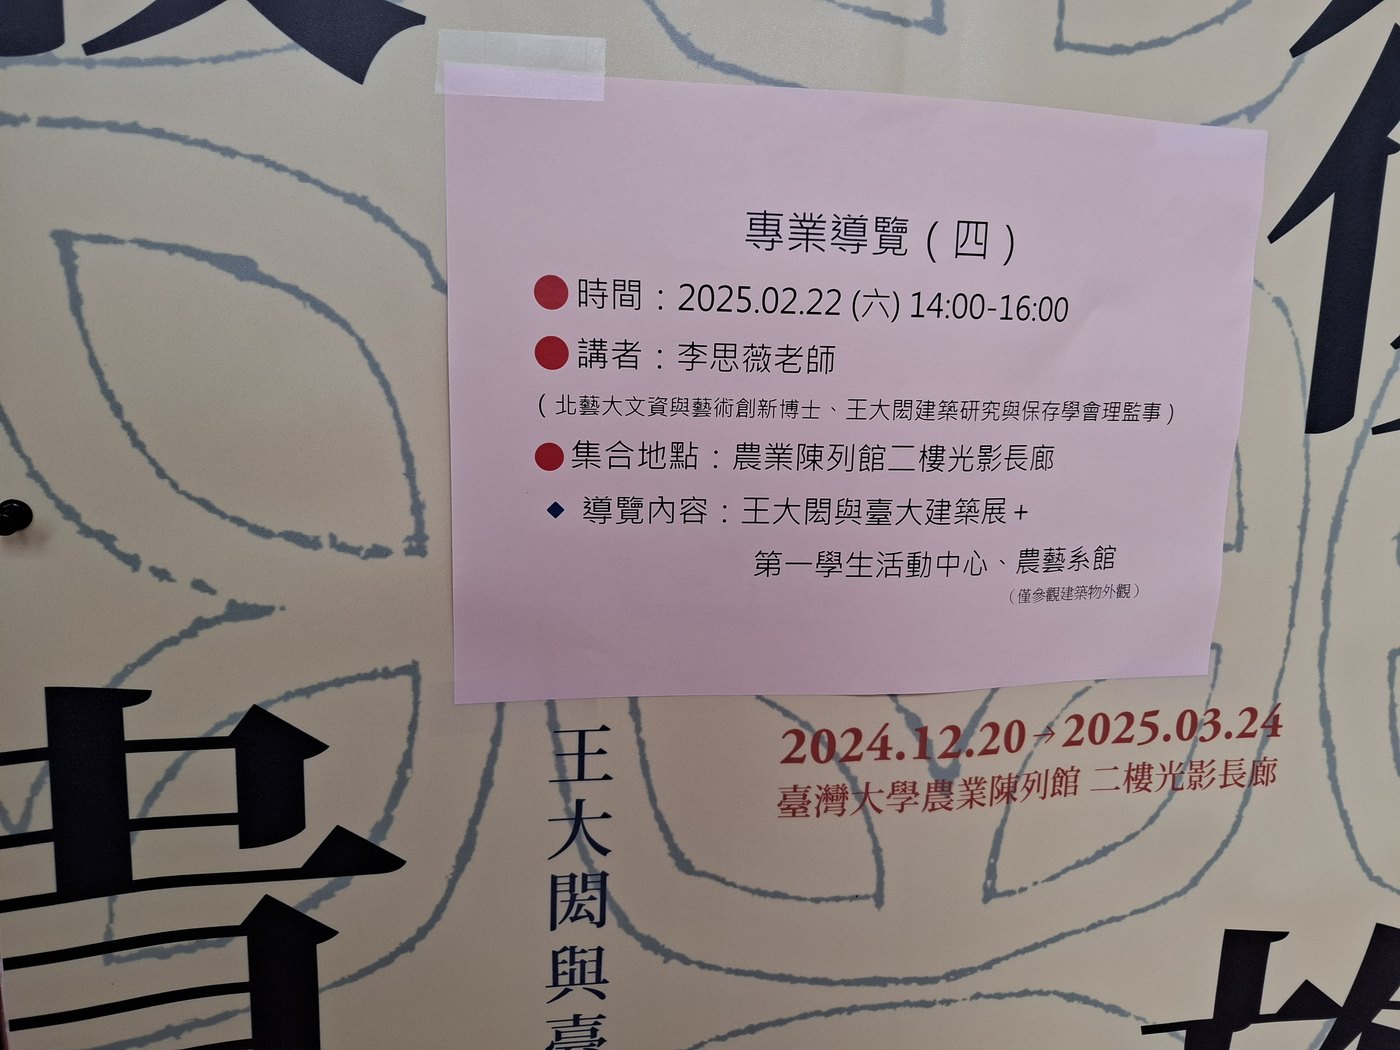 專業導覽（四）
時間：2025.02.22 (六) 14:00-16:00
講者：李思薇老師
（北藝大文資與藝術創新博士、王大閎建築研究與保存學會理監事）
集合地點：農業陳列館二樓光影長廊
導覽內容：王大閎與臺大建築展+
第一學生活動中心、農藝系館
（僅參觀建築物外觀）
2024.12.20→2025.03.24
臺灣大學農業陳列館 二樓光影長廊
王大閎與臺
書